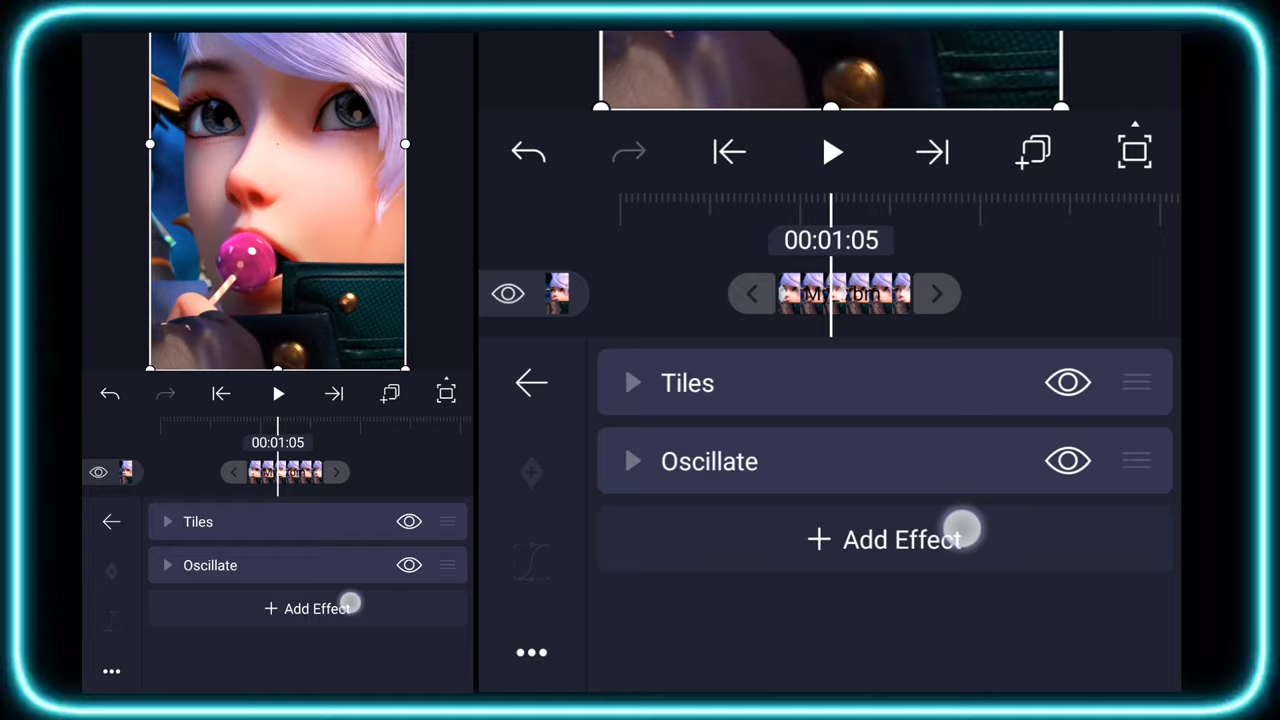 00:01:05
Tiles
Oscillate
+ Add Effect
00:01:05
Tiles
Oscillate
+ Add Effect